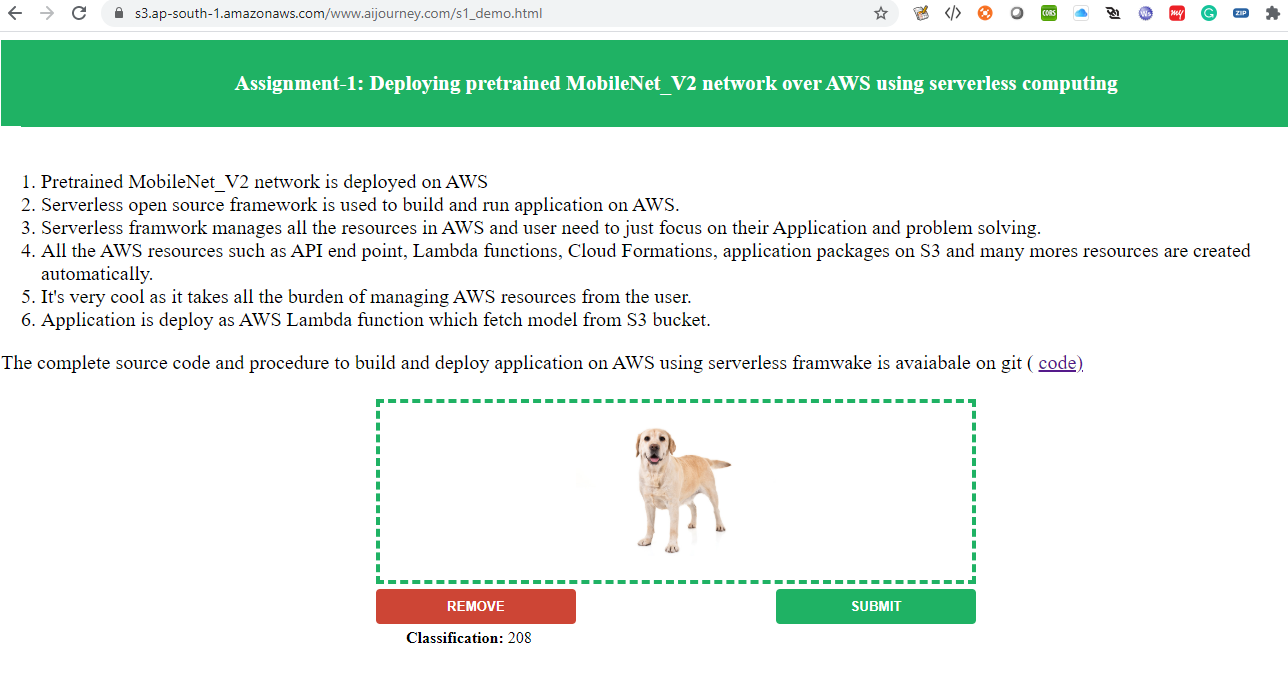 s3.ap-south-1.amazonaws.com/www.aijourney.com/s1_demo.html
CORS
ZIP
Assignment-1: Deploying pretrained MobileNet_V2 network over AWS using serverless computing
1. Pretrained MobileNet_V2 network is deployed on AWS
2. Serverless open source framework is used to build and run application on AWS.
3. Serverless framwork manages all the resources in AWS and user need to just focus on their Application and problem solving.
4. All the AWS resources such as API end point, Lambda functions, Cloud Formations, application packages on S3 and many mores resources are created
automatically.
5. It's very cool as it takes all the burden of managing AWS resources from the user.
6. Application is deploy as AWS Lambda function which fetch model from S3 bucket.
The complete source code and procedure to build and deploy application on AWS using serverless framwake is avaiabale on git ( code)
REMOVE SUBMIT
Classification: 208